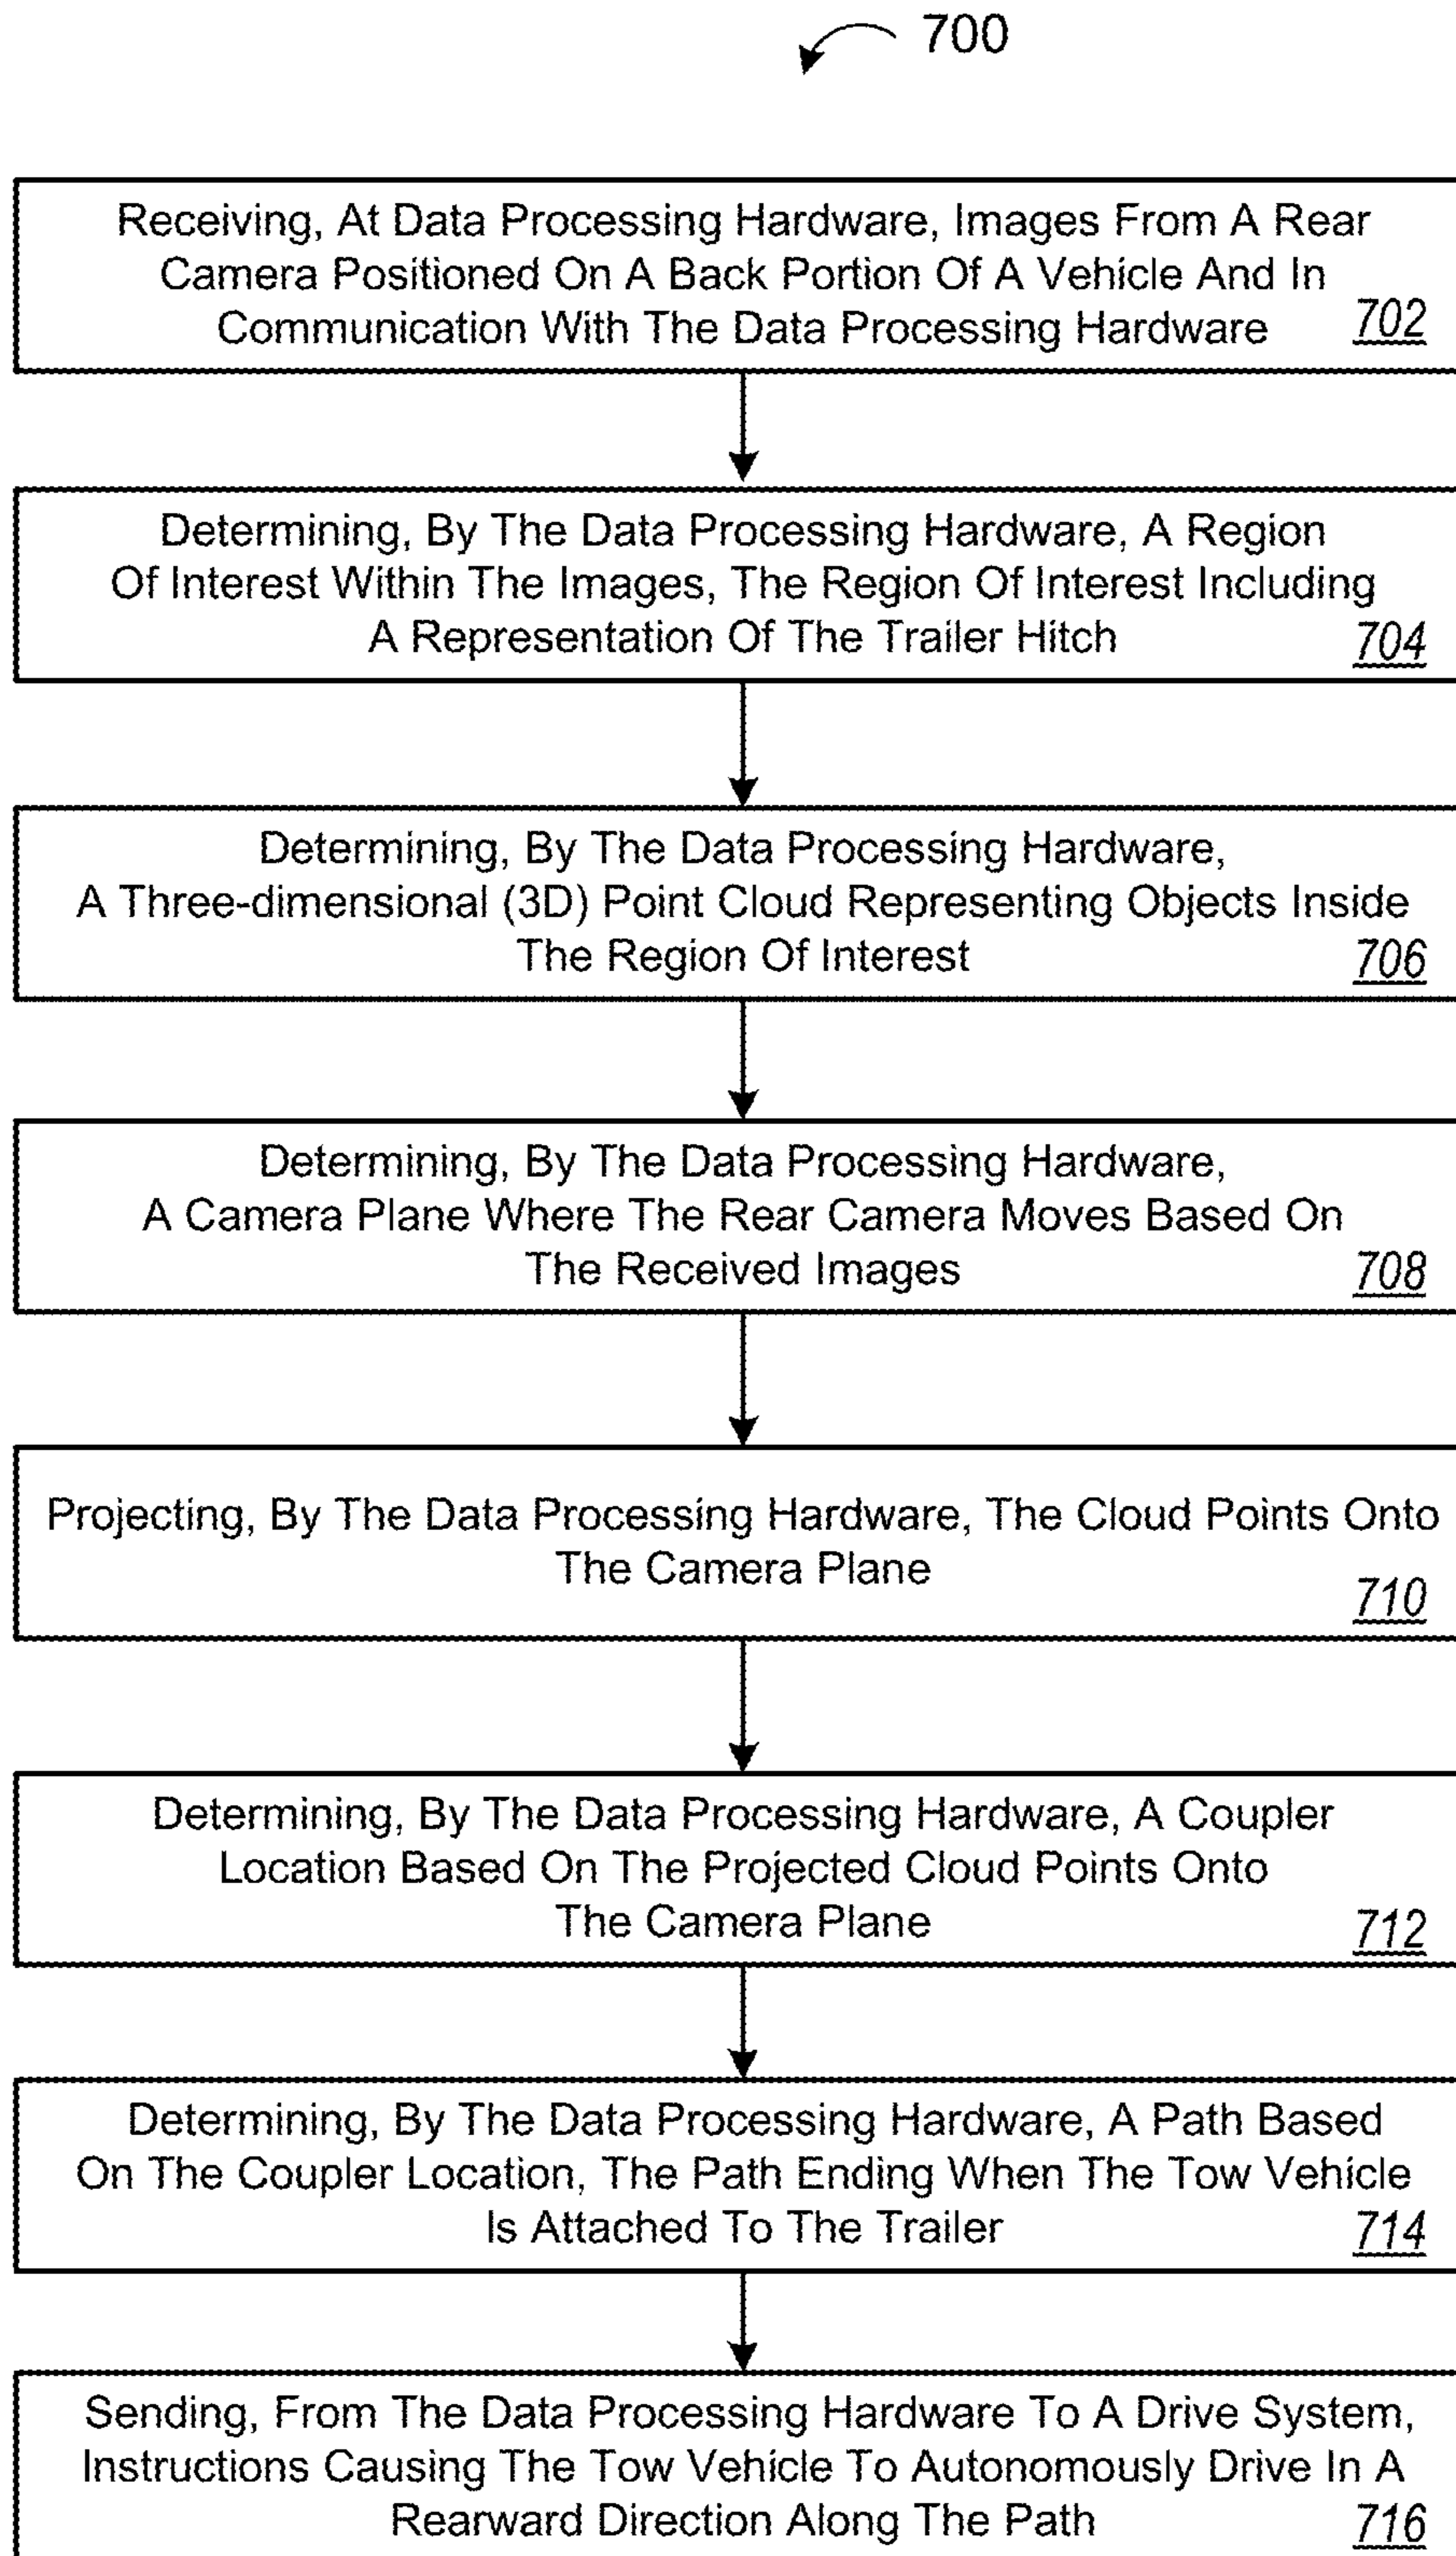 700
Receiving, At Data Processing Hardware, Images From A Rear
Camera Positioned On A Back Portion Of A Vehicle And In
Communication With The Data Processing Hardware 702
Determining, By The Data Processing Hardware, A Region
Of Interest Within The Images, The Region Of Interest Including
A Representation Of The Trailer Hitch 704
Determining, By The Data Processing Hardware,
A Three-dimensional (3D) Point Cloud Representing Objects Inside
The Region Of Interest 706
Determining, By The Data Processing Hardware,
A Camera Plane Where The Rear Camera Moves Based On
The Received Images 708
Projecting, By The Data Processing Hardware, The Cloud Points Onto
The Camera Plane
710
Determining, By The Data Processing Hardware, A Coupler
Location Based On The Projected Cloud Points Onto
The Camera Plane 712
Determining, By The Data Processing Hardware, A Path Based
On The Coupler Location, The Path Ending When The Tow Vehicle
Is Attached To The Trailer 714
Sending, From The Data Processing Hardware To A Drive System,
Instructions Causing The Tow Vehicle To Autonomously Drive In A
Rearward Direction Along The Path 716